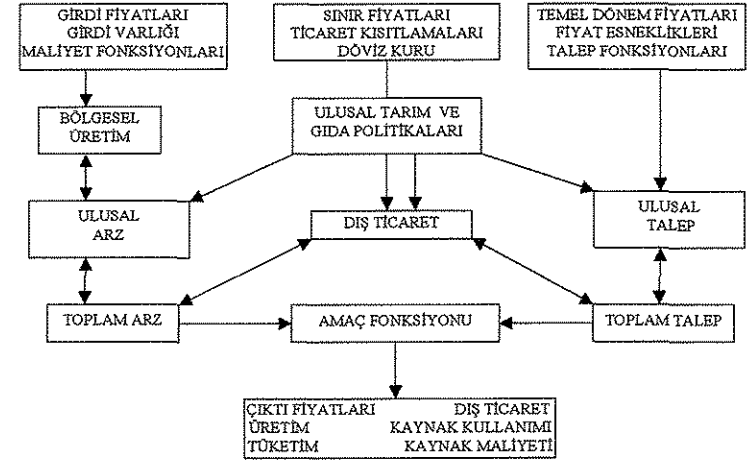 GİRDİ FİYATLARI
GİRDİ VARLIĞI
MALİYET FONKSİYONLARI
SINIR FİYATLARI
TİCARET KISITLAMALARI
DÖVİZ KURU
TEMEL DÖNEM FİYATLARI
FİYAT ESNEKLİKLERİ
TALEP FONKSİYONLARI
BÖLGESEL
ÜRETİM
ULUSAL TARIM VE
GIDA POLİTİKALARI
ULUSAL
ARZ
DIŞ TİCARET
ULUSAL
TALEP
TOPLAM ARZ
AMAÇ FONKSİYONU
TOPLAM TALEP
ÇIKTI FİYATLARI DIŞ TİCARET
ÜRETİM KAYNAK KULLANIMI
TÜKETİM KAYNAK MALİYETİ